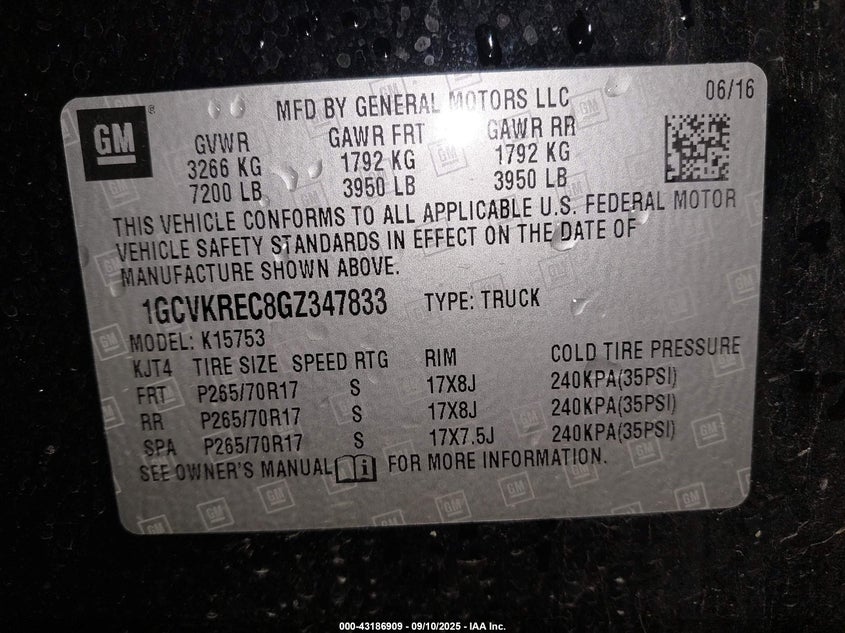 06/16
GM ® MFD BY GENERAL MOTORS LLC
GVWR GAWR FRT GAWR RR
3266 KG 1792 KG 1792 KG
7200 LB 3950 LB 3950 LB
THIS VEHICLE CONFORMS TO ALL APPLICABLE U.S. FEDERAL MOTOR
VEHICLE SAFETY STANDARDS IN EFFECT ON THE DATE OF
MANUFACTURE SHOWN ABOVE.
1GCVKREC8GZ347833 TYPE: TRUCK
MODEL: K15753
KJT4 TIRE SIZE SPEED RTG RIM COLD TIRE PRESSURE
FRT P265/70R17 S 17X8J 240KPA(35PSI)
RR P265/70R17 S 17X8J 240KPA(35PSI)
SPA P265/70R17 S 17X7.5J 240KPA(35PSI)
SEE OWNER'S MANUAL FOR MORE INFORMATION.
000-43186909 - 09/10/2025 - IAA Inc.